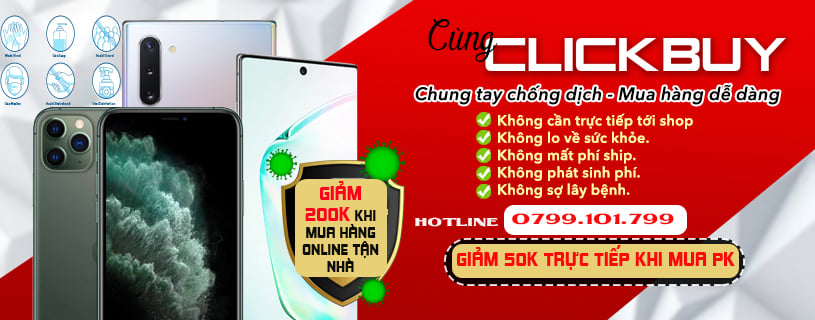 Cùng
CLICKBUY
Chung tay chống dịch - Mua hàng dễ dàng
Không cần trực tiếp tới shop
Không lo về sức khỏe.
Không mất phí ship.
Không phát sinh phí.
Không sợ lây bệnh.
HOTLINE 0799.101.799
GIẢM 50K TRỰC TIẾP KHI MUA PK
GIẢM
200K KHI
MUA HÀNG
ONLINE TẬN
NHÀ